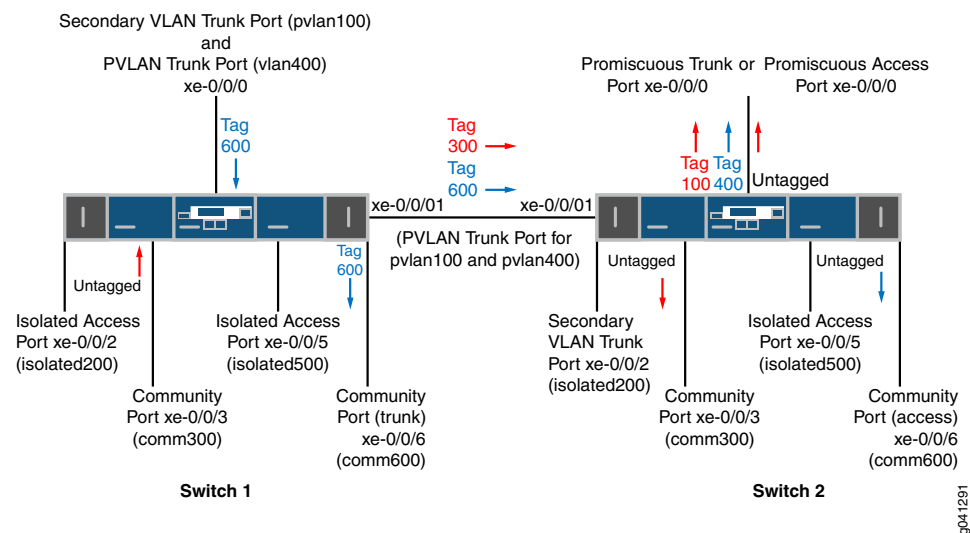 Secondary VLAN Trunk Port (pvlan100)
and
PVLAN Trunk Port (vlan400)
xe-0/0/0
Promiscuous Trunk or Promiscuous Access
Port xe-0/0/0 Port xe-0/0/0
Tag
600
Tag
300
Tag
600
Tag Tag
100 400 Untagged
xe-0/0/01 xe-0/0/01
(PVLAN Trunk Port for
pvlan100 and pvlan400)
Untagged
Tag
600
Untagged
Untagged
Isolated Access
Port xe-0/0/2
(isolated200)
Isolated Access
Port xe-0/0/5
(isolated500)
Community
Port xe-0/0/3
(comm300)
Community
Port (trunk)
xe-0/0/6
(comm600)
Secondary
VLAN Trunk
Port xe-0/0/2
(isolated200)
Isolated Access
Port xe-0/0/5
(isolated500)
Community
Port xe-0/0/3
(comm300)
Community
Port (access)
xe-0/0/6
(comm600)
Switch 1
Switch 2
g041291